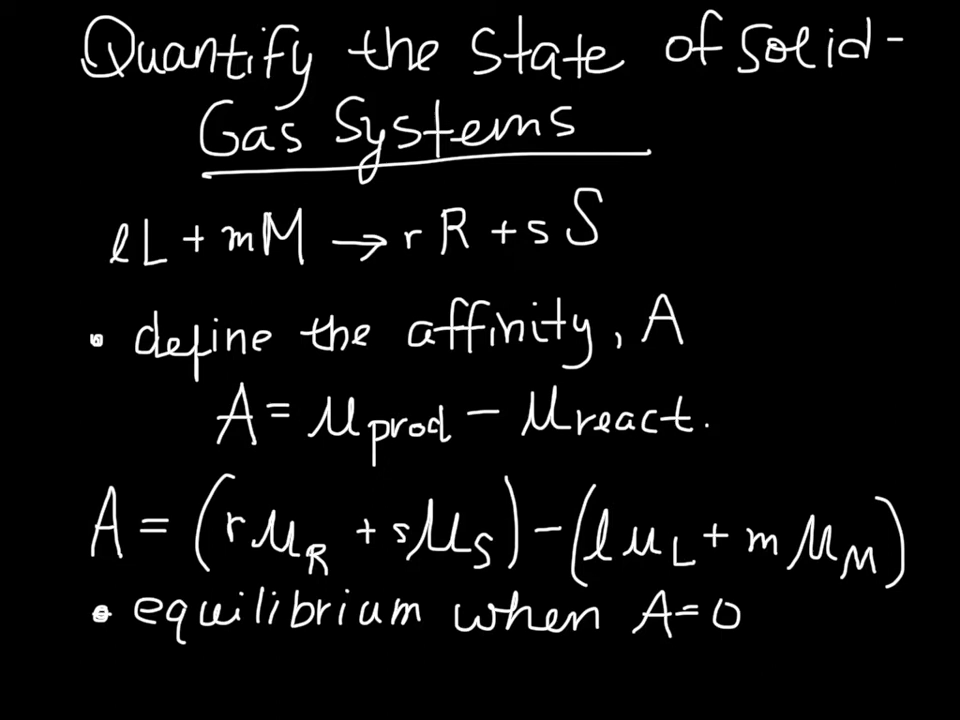 Quantify the State of Solid-
Gas Systems
lL + mM → rR + sS
• define the affinity, A
A = μprod - μreact.
A = (rμR + sμS) - (lμL + mμM)
• equilibrium when A=0